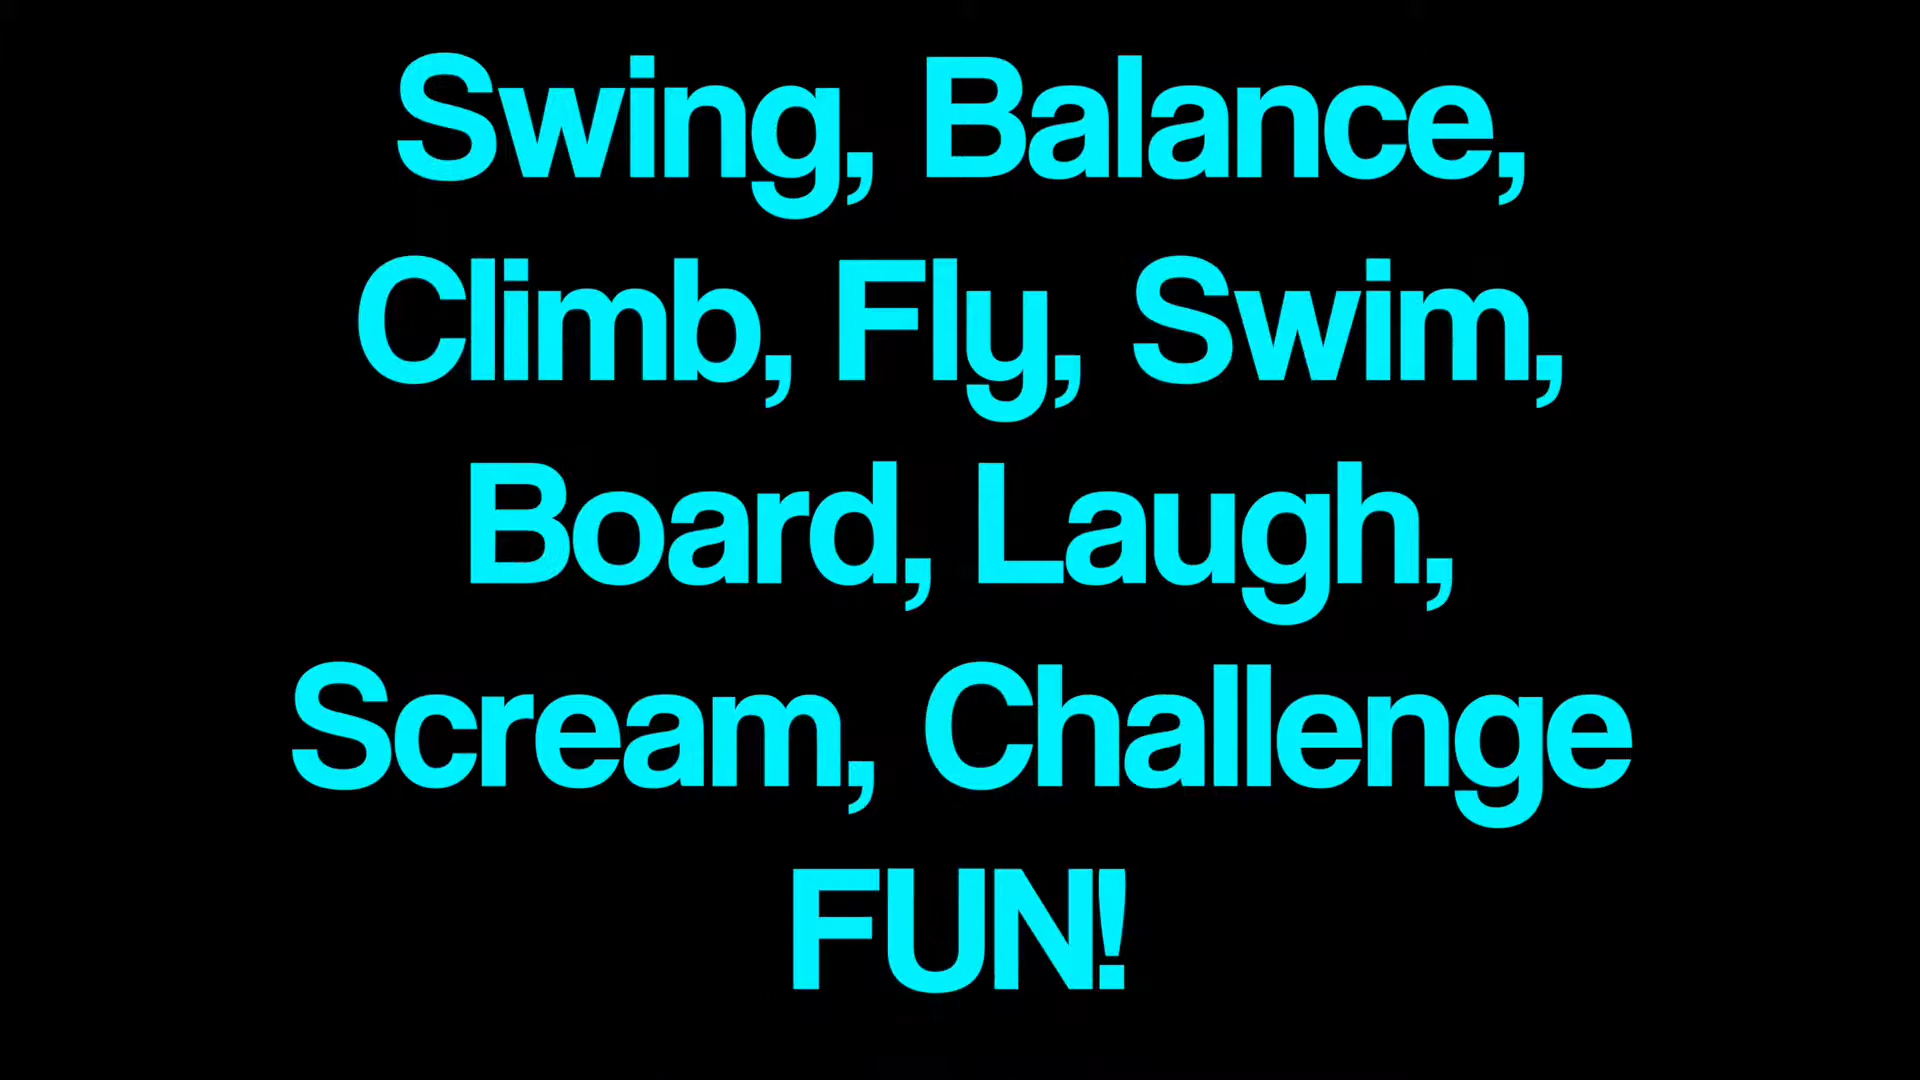 Swing, Balance,
Climb, Fly, Swim,
Board, Laugh,
Scream, Challenge
FUN!